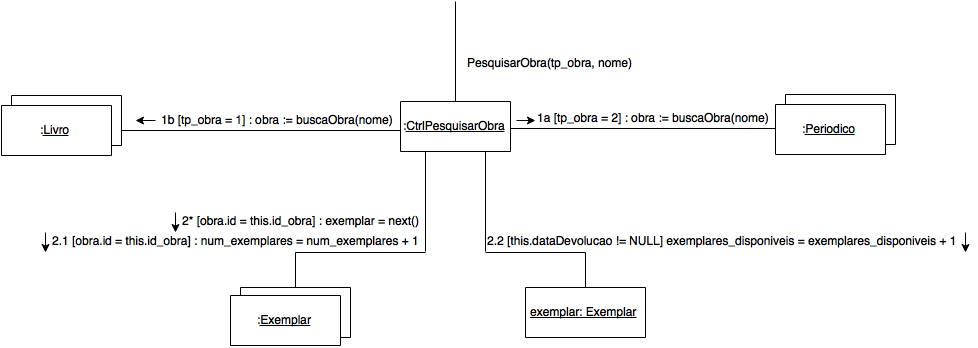 PesquisarObra(tp_obra, nome)
1b [tp_obra = 1] : obra := buscaObra(nome)
1a [tp_obra = 2] : obra := buscaObra(nome)
:Livro
:CtrlPesquisarObra
:Periodico
2* [obra.id = this.id_obra] : exemplar = next()
2.1 [obra.id = this.id_obra] : num_exemplares = num_exemplares + 1
2.2 [this.dataDevolucao != NULL] exemplares_disponiveis = exemplares_disponiveis + 1
:Exemplar
exemplar: Exemplar